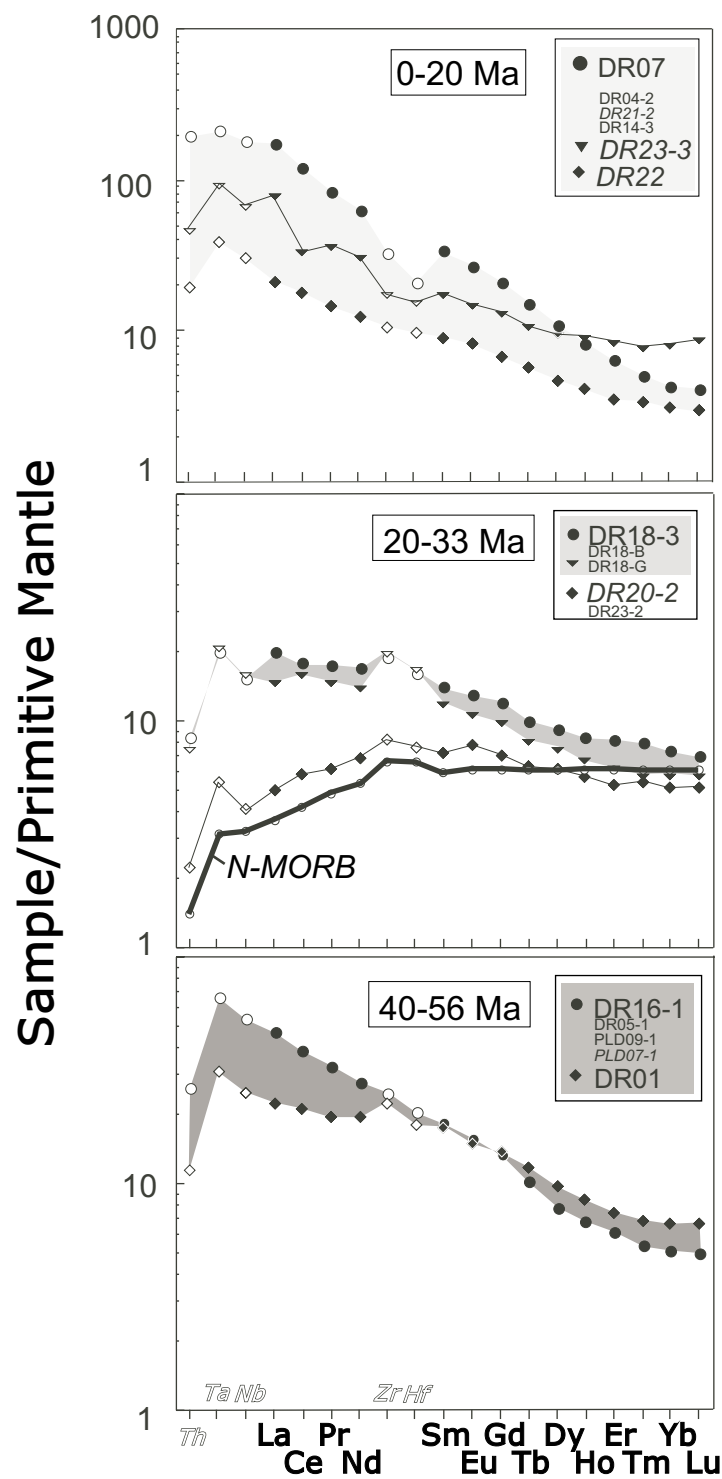 Sample/Primitive Mantle
1000
100
10
1
0-20 Ma
DR07
DR04-2
DR21-2
DR14-3
DR23-3
DR22
10
1
20-33 Ma
DR18-3
DR18-B
DR18-G
DR20-2
DR23-2
N-MORB
10
1
40-56 Ma
DR16-1
DR05-1
PLD09-1
PLD07-1
DR01
Th Ta Nb La Ce Pr Nd Zr Hf Sm Eu Gd Tb Dy Ho Er Tm Yb Lu